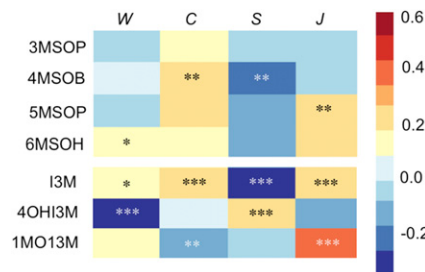 W C S J
0.6
3MSOP
4MSOB ** **
0.4
5MSOP **
0.2
6MSOH *
I3M * *** *** ***
0.0
4OHI3M *** ***
-0.2
1MO13M ** ***